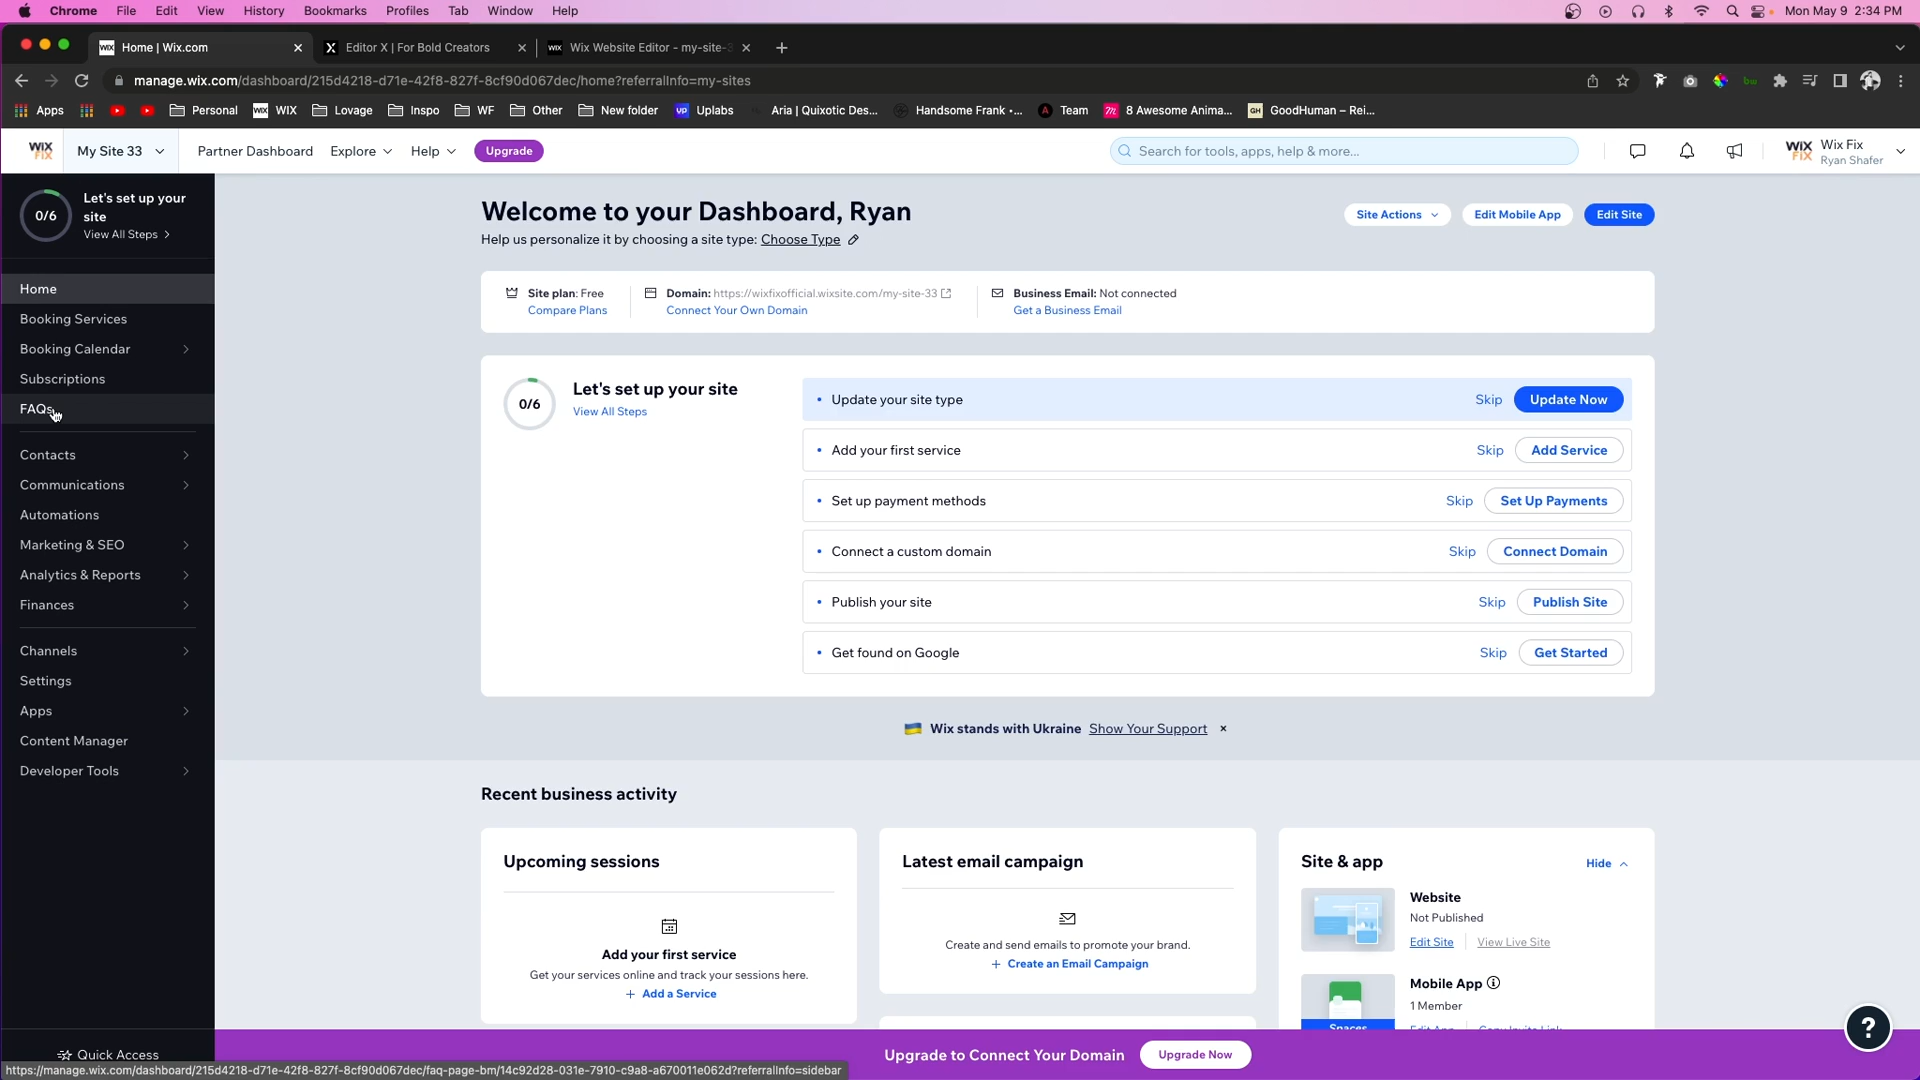 Chrome File Edit View History Bookmarks Profiles Tab Window Help Mon May 9 2:34 PM
Home | Wix.com Editor X | For Bold Creators Wix Website Editor - my-site-3
manage.wix.com/dashboard/215d4218-d71e-42f8-827f-8cf90d067dec/home?referralInfo=my-sites
Apps Personal WIX Lovage Inspo WF Other New folder Uplabs Aria | Quixotic Des... Handsome Frank •... Team 8 Awesome Anima... GoodHuman – Rei...
WIX FIX My Site 33 Partner Dashboard Explore Help Upgrade Search for tools, apps, help & more... WIX FIX Wix Fix
Ryan Shafer
0/6 Let's set up your site
View All Steps >
Home
Booking Services
Booking Calendar
Subscriptions
FAQs
Contacts
Communications
Automations
Marketing & SEO
Analytics & Reports
Finances
Channels
Settings
Apps
Content Manager
Developer Tools
Quick Access
Welcome to your Dashboard, Ryan
Site Actions Edit Mobile App Edit Site
Help us personalize it by choosing a site type: Choose Type
Site plan: Free Domain: https://wixfixofficial.wixsite.com/my-site-33 Business Email: Not connected
Compare Plans Connect Your Own Domain Get a Business Email
0/6 Let's set up your site
View All Steps
• Update your site type Skip Update Now
• Add your first service Skip Add Service
• Set up payment methods Skip Set Up Payments
• Connect a custom domain Skip Connect Domain
• Publish your site Skip Publish Site
• Get found on Google Skip Get Started
Wix stands with Ukraine Show Your Support ×
Recent business activity
Upcoming sessions
Add your first service
Get your services online and track your sessions here.
+ Add a Service
Latest email campaign
Create and send emails to promote your brand.
+ Create an Email Campaign
Site & app Hide
Website
Not Published
Edit Site View Live Site
Mobile App
1 Member
Spaces Edit App Copy Invite Link
Upgrade to Connect Your Domain Upgrade Now
?
https://manage.wix.com/dashboard/215d4218-d71e-42f8-827f-8cf90d067dec/faq-page-bm/14c92d28-031e-7910-c9a8-a670011e062d?referralInfo=sidebar